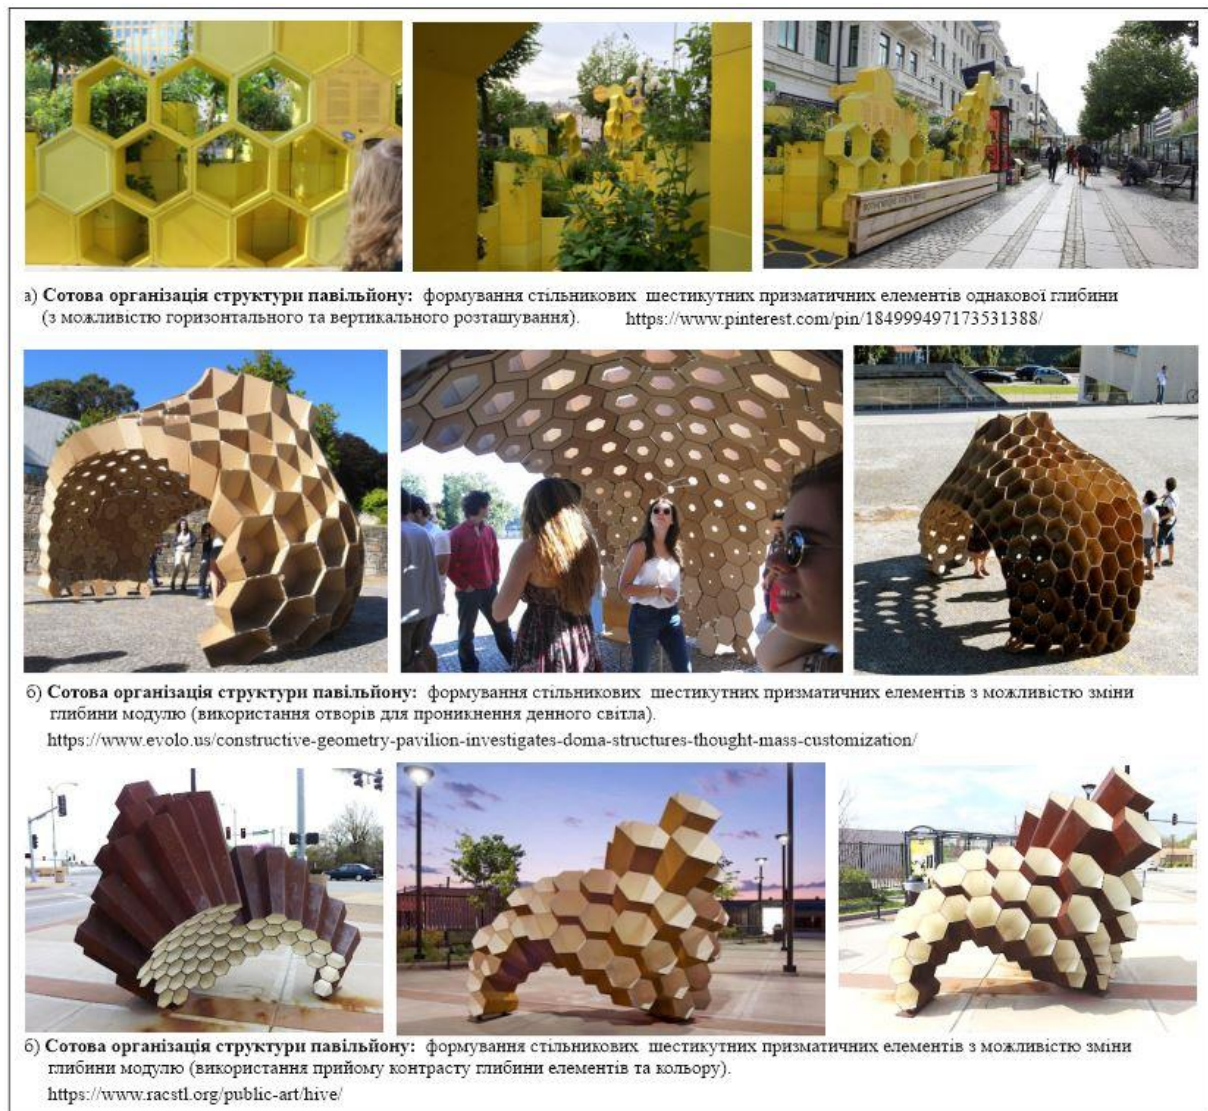 а) Сотова організація структури павільйону: формування стільникових шестикутних призматичних елементів однакової глибини
(з можливістю горизонтального та вертикального розташування). https://www.pinterest.com/pin/184999497173531388/
б) Сотова організація структури павільйону: формування стільникових шестикутних призматичних елементів з можливістю зміни
глибини модулю (використання отворів для проникнення денного світла).
https://www.evolo.us/constructive-geometry-pavilion-investigates-doma-structures-thought-mass-customization/
б) Сотова організація структури павільйону: формування стільникових шестикутних призматичних елементів з можливістю зміни
глибини модулю (використання прийому контрасту глибини елементів та кольору).
https://www.racstl.org/public-art/hive/